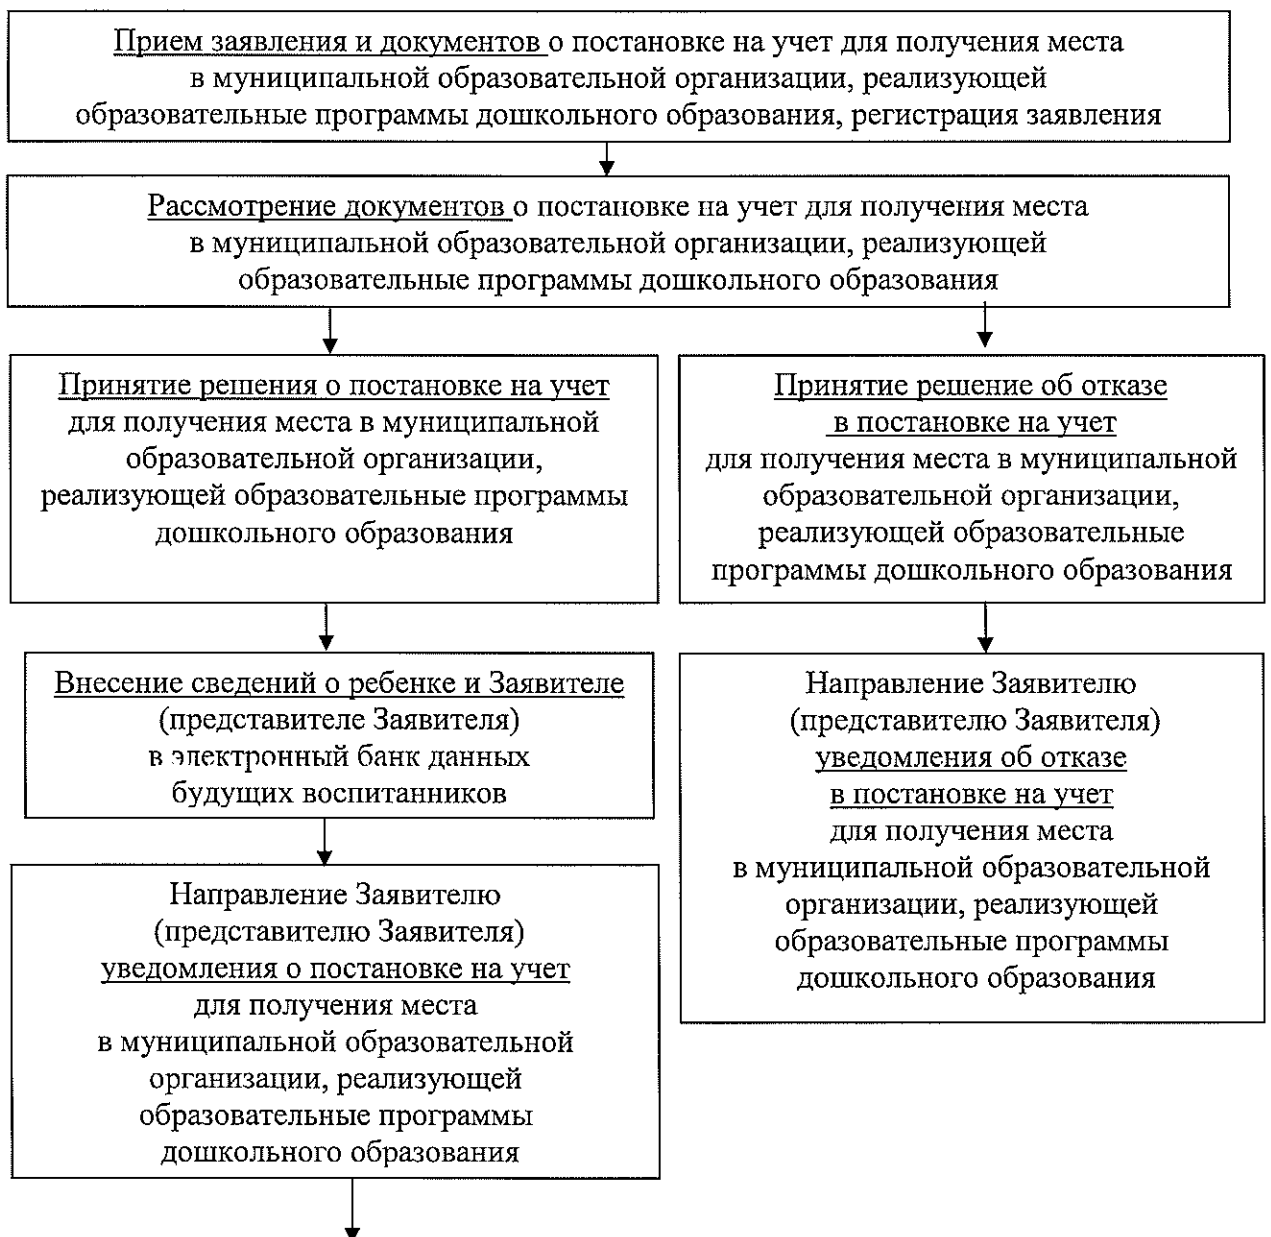 Прием заявления и документов о постановке на учет для получения места
в муниципальной образовательной организации, реализующей
образовательные программы дошкольного образования, регистрация заявления
Рассмотрение документов о постановке на учет для получения места
в муниципальной образовательной организации, реализующей
образовательные программы дошкольного образования
Принятие решения о постановке на учет
для получения места в муниципальной
образовательной организации,
реализующей образовательные программы
дошкольного образования
Принятие решение об отказе
в постановке на учет
для получения места в муниципальной
образовательной организации,
реализующей образовательные
программы дошкольного образования
Внесение сведений о ребенке и Заявителе
(представителе Заявителя)
в электронный банк данных
будущих воспитанников
Направление Заявителю
(представителю Заявителя)
уведомления об отказе
в постановке на учет
для получения места
в муниципальной образовательной
организации, реализующей
образовательные программы
дошкольного образования
Направление Заявителю
(представителю Заявителя)
уведомления о постановке на учет
для получения места
в муниципальной образовательной
организации, реализующей
образовательные программы
дошкольного образования